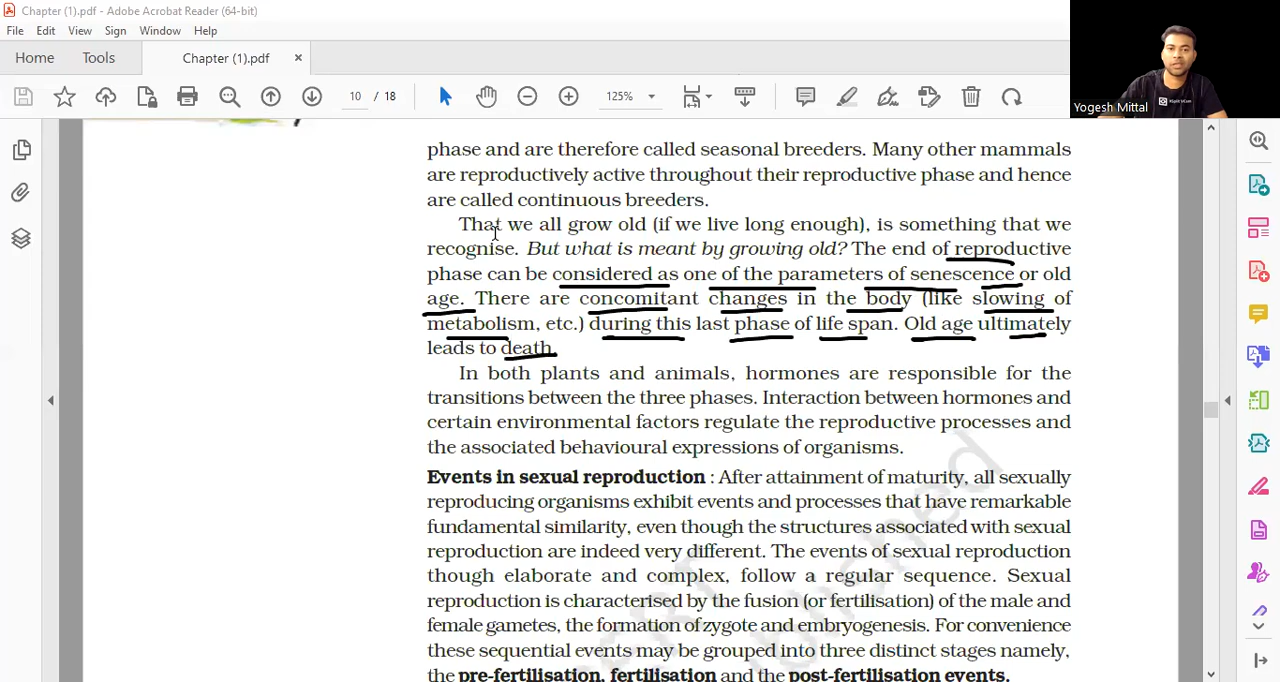 Chapter (1).pdf - Adobe Acrobat Reader (64-bit)
File Edit View Sign Window Help
Home Tools Chapter (1).pdf ×
10 / 18 125%
Yogesh Mittal
phase and are therefore called seasonal breeders. Many other mammals
are reproductively active throughout their reproductive phase and hence
are called continuous breeders.
That we all grow old (if we live long enough), is something that we
recognise. But what is meant by growing old? The end of reproductive
phase can be considered as one of the parameters of senescence or old
age. There are concomitant changes in the body (like slowing of
metabolism, etc.) during this last phase of life span. Old age ultimately
leads to death.
In both plants and animals, hormones are responsible for the
transitions between the three phases. Interaction between hormones and
certain environmental factors regulate the reproductive processes and
the associated behavioural expressions of organisms.
Events in sexual reproduction : After attainment of maturity, all sexually
reproducing organisms exhibit events and processes that have remarkable
fundamental similarity, even though the structures associated with sexual
reproduction are indeed very different. The events of sexual reproduction
though elaborate and complex, follow a regular sequence. Sexual
reproduction is characterised by the fusion (or fertilisation) of the male and
female gametes, the formation of zygote and embryogenesis. For convenience
these sequential events may be grouped into three distinct stages namely,
the pre-fertilisation, fertilisation and the post-fertilisation events.